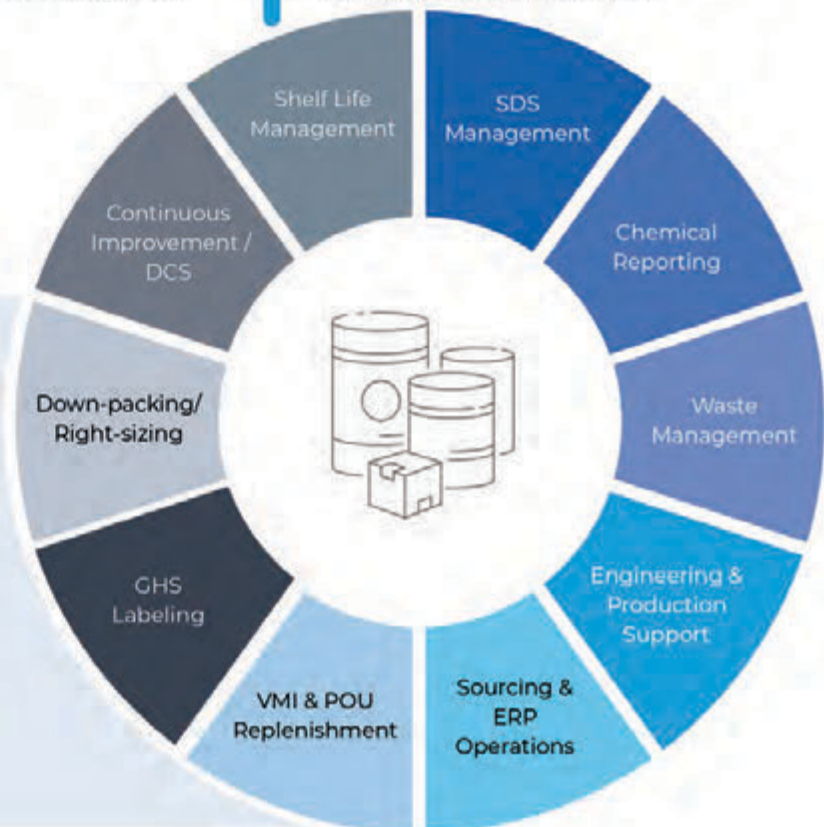 Shelf Life
Management
SDS
Management
Chemical
Reporting
Waste
Management
Engineering &
Production
Support
Sourcing &
ERP
Operations
VMI & POU
Replenishment
GHS
Labeling
Down-packing/
Right-sizing
Continuous
Improvement /
DCS